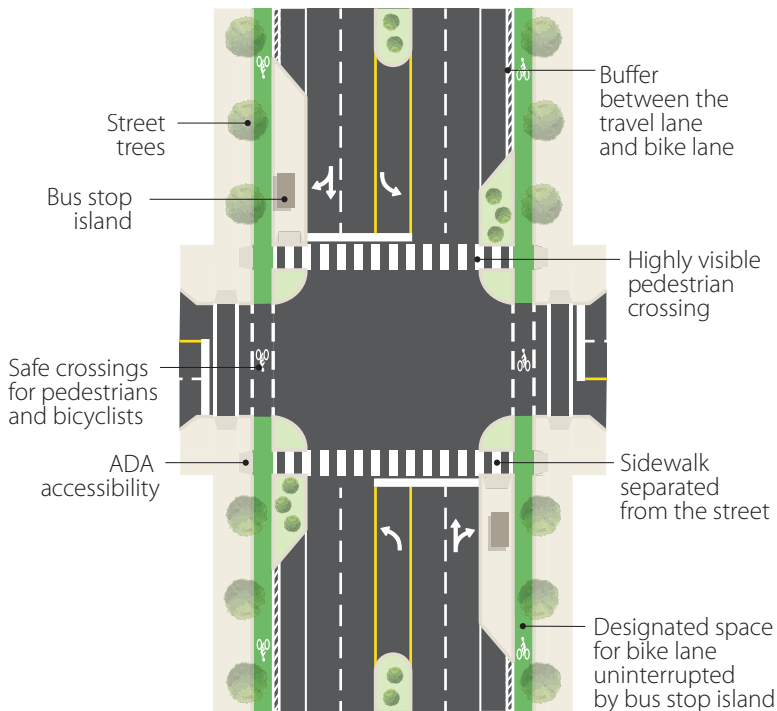 Street
trees
Bus stop
island
Safe crossings
for pedestrians
and bicyclists
ADA
accessibility
Buffer
between the
travel lane
and bike lane
Highly visible
pedestrian
crossing
Sidewalk
separated
from the street
Designated space
for bike lane
uninterrupted
by bus stop island